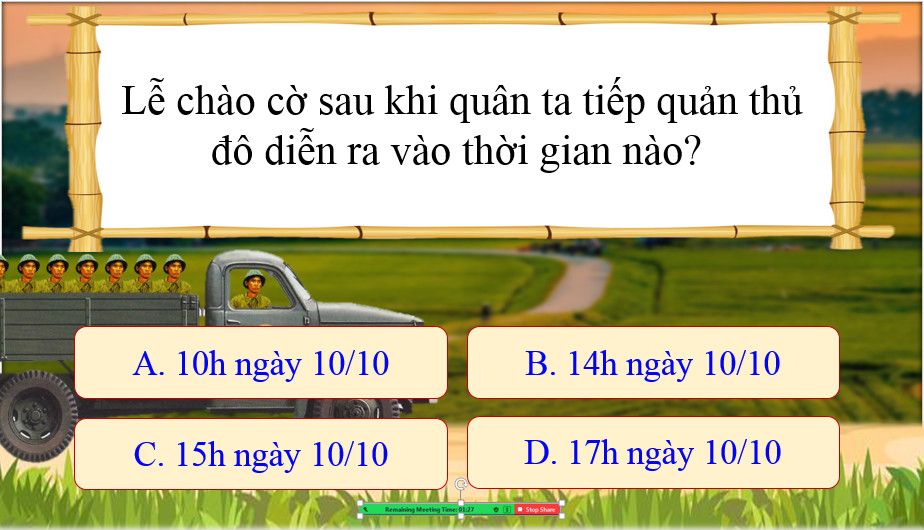 Lễ chào cờ sau khi quân ta tiếp quản thủ
đô diễn ra vào thời gian nào?
A. 10h ngày 10/10
B. 14h ngày 10/10
C. 15h ngày 10/10
D. 17h ngày 10/10
Remaining Meeting Time: 01:27
Stop Share